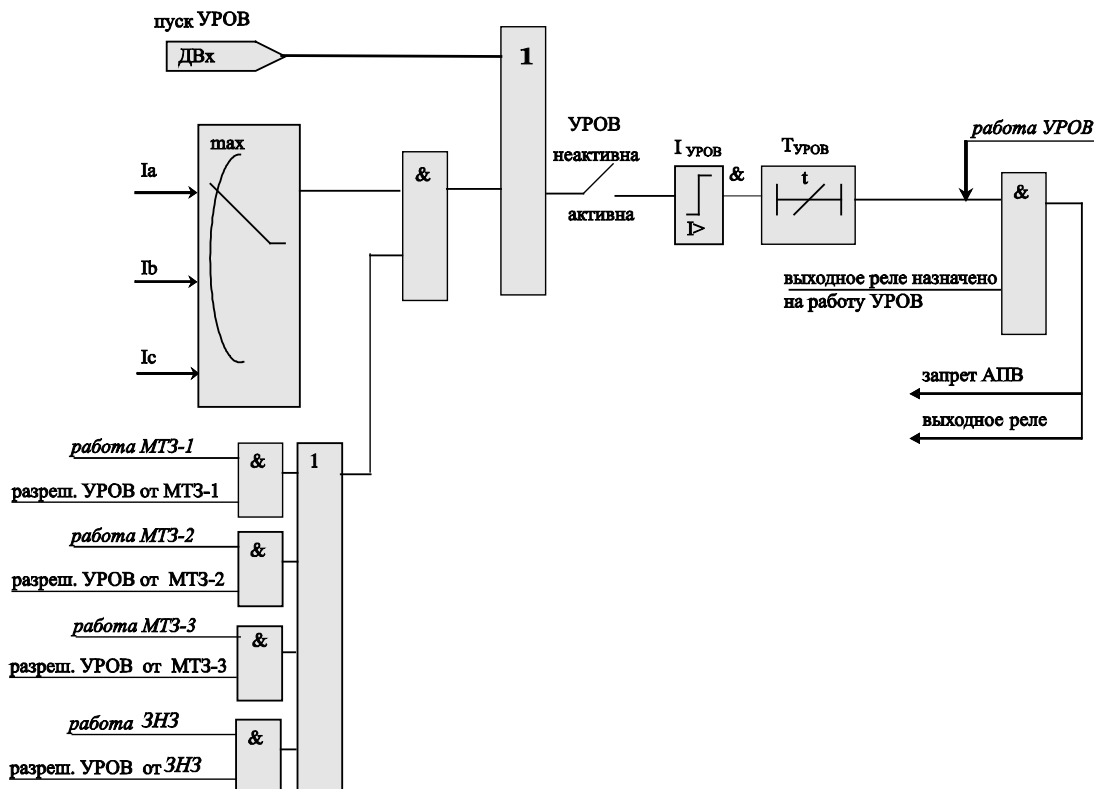 пуск УРОВ
ДВх
1
max
Ia
Ib
Ic
&
УРОВ
неактивна
активна
I УРОВ
I>
&
TУРОВ
t
работа УРОВ
&
выходное реле назначено
на работу УРОВ
запрет АПВ
выходное реле
работа МТЗ-1
разреш. УРОВ от МТЗ-1
&
1
работа МТЗ-2
разреш. УРОВ от МТЗ-2
&
работа МТЗ-3
разреш. УРОВ от МТЗ-3
&
работа ЗНЗ
разреш. УРОВ от ЗНЗ
&